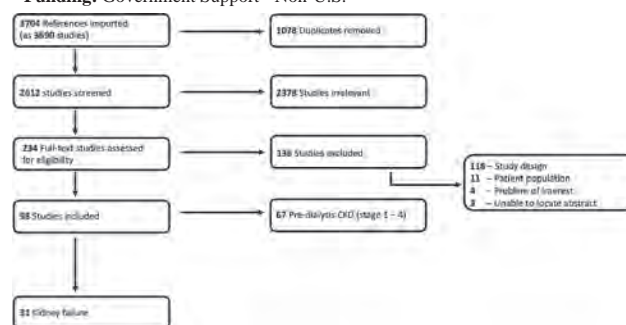 Funding: Government Support - Non-U.S.
3704 References imported
(as 3690 studies)
1078 Duplicates removed
2612 studies screened
2378 Studies irrelevant
234 Full-text studies assessed
for eligibility
136 Studies excluded
118 – Study design
11 – Patient population
4 – Problem of interest
3 – Unable to locate abstract
98 Studies included
67 Pre-dialysis CKD (stage 1 – 4)
31 Kidney failure